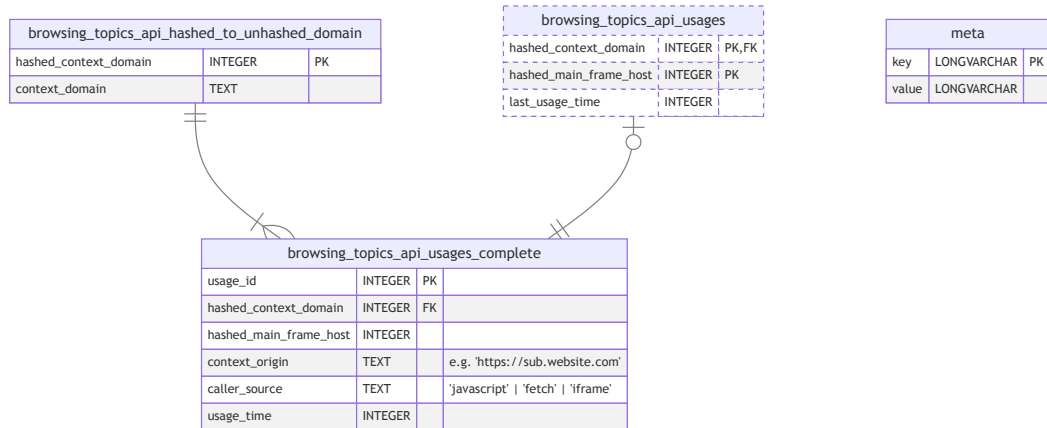 browsing_topics_api_hashed_to_unhashed_domain
hashed_context_domain INTEGER PK
context_domain TEXT
browsing_topics_api_usages
hashed_context_domain INTEGER PK,FK
hashed_main_frame_host INTEGER PK
last_usage_time INTEGER
meta
key LONGVARCHAR PK
value LONGVARCHAR
browsing_topics_api_usages_complete
usage_id INTEGER PK
hashed_context_domain INTEGER FK
hashed_main_frame_host INTEGER
context_origin TEXT e.g. 'https://sub.website.com'
caller_source TEXT 'javascript' | 'fetch' | 'iframe'
usage_time INTEGER